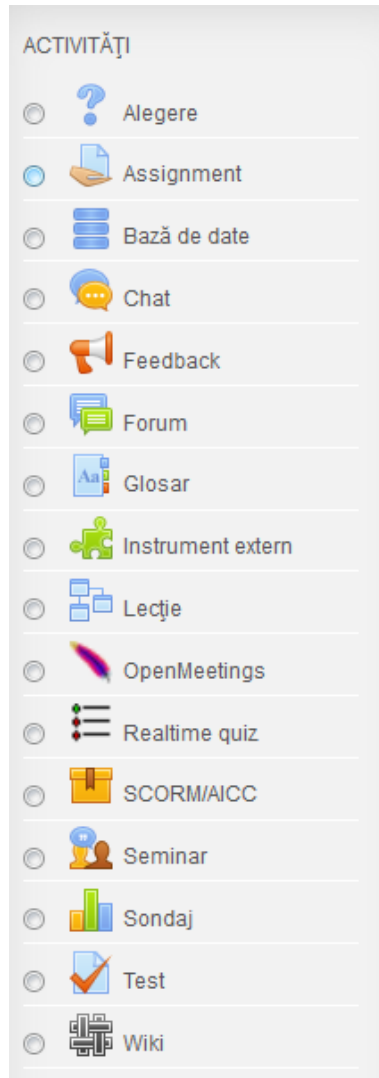 ACTIVITĂŢI
Alegere
Assignment
Bază de date
Chat
Feedback
Forum
Aa
Glosar
Instrument extern
Lecţie
OpenMeetings
Realtime quiz
SCORM/AICC
Seminar
Sondaj
Test
Wiki